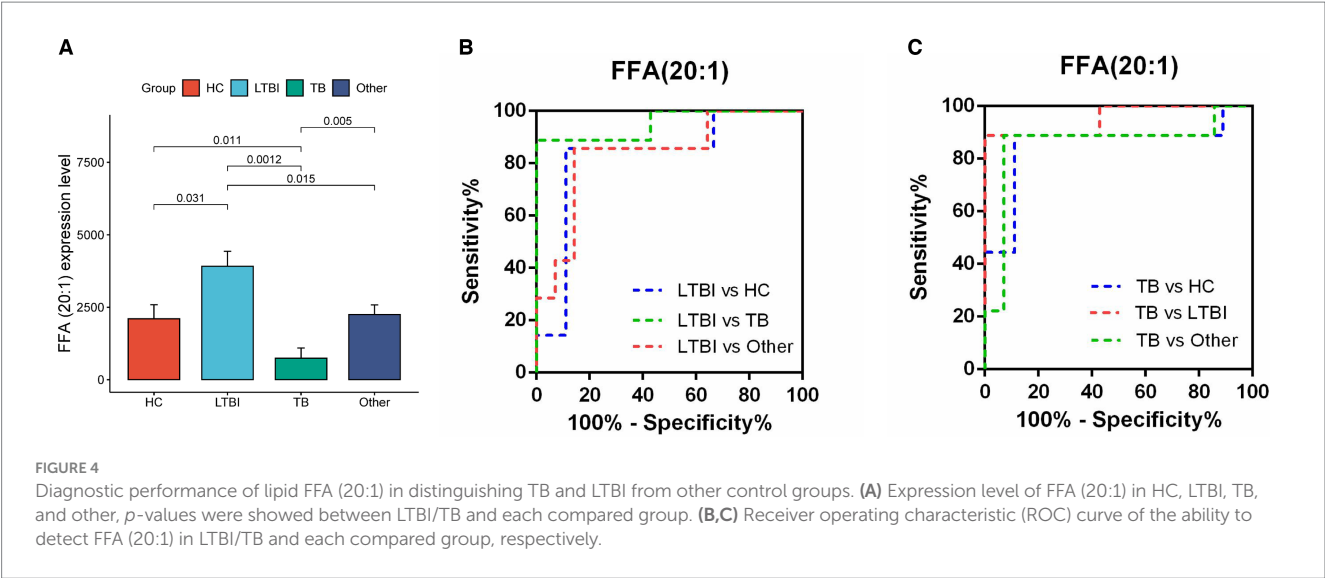 A
Group HC LTBI TB Other
0.005
0.011
0.0012
0.015
0.031
FFA (20:1) expression level
7500
5000
2500
0
HC LTBI TB Other
B
FFA(20:1)
Sensitivity%
100
80
60
40
20
0
LTBI vs HC
LTBI vs TB
LTBI vs Other
0 20 40 60 80 100
100% - Specificity%
C
FFA(20:1)
Sensitivity%
100
80
60
40
20
0
TB vs HC
TB vs LTBI
TB vs Other
0 20 40 60 80 100
100% - Specificity%
FIGURE 4
Diagnostic performance of lipid FFA (20:1) in distinguishing TB and LTBI from other control groups. (A) Expression level of FFA (20:1) in HC, LTBI, TB,
and other, p-values were showed between LTBI/TB and each compared group. (B,C) Receiver operating characteristic (ROC) curve of the ability to
detect FFA (20:1) in LTBI/TB and each compared group, respectively.